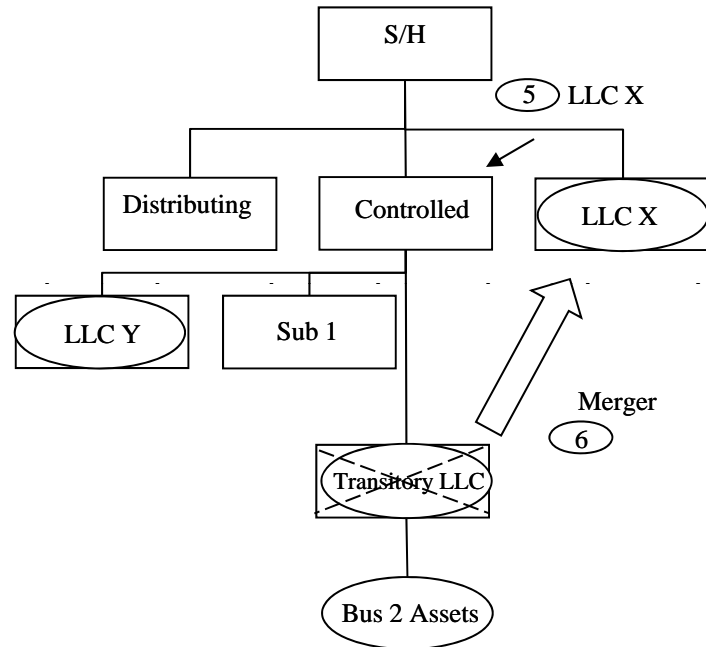 S/H
5 LLC X
Distributing
Controlled
LLC X
LLC Y
Sub 1
Merger
6
Transitory LLC
Bus 2 Assets